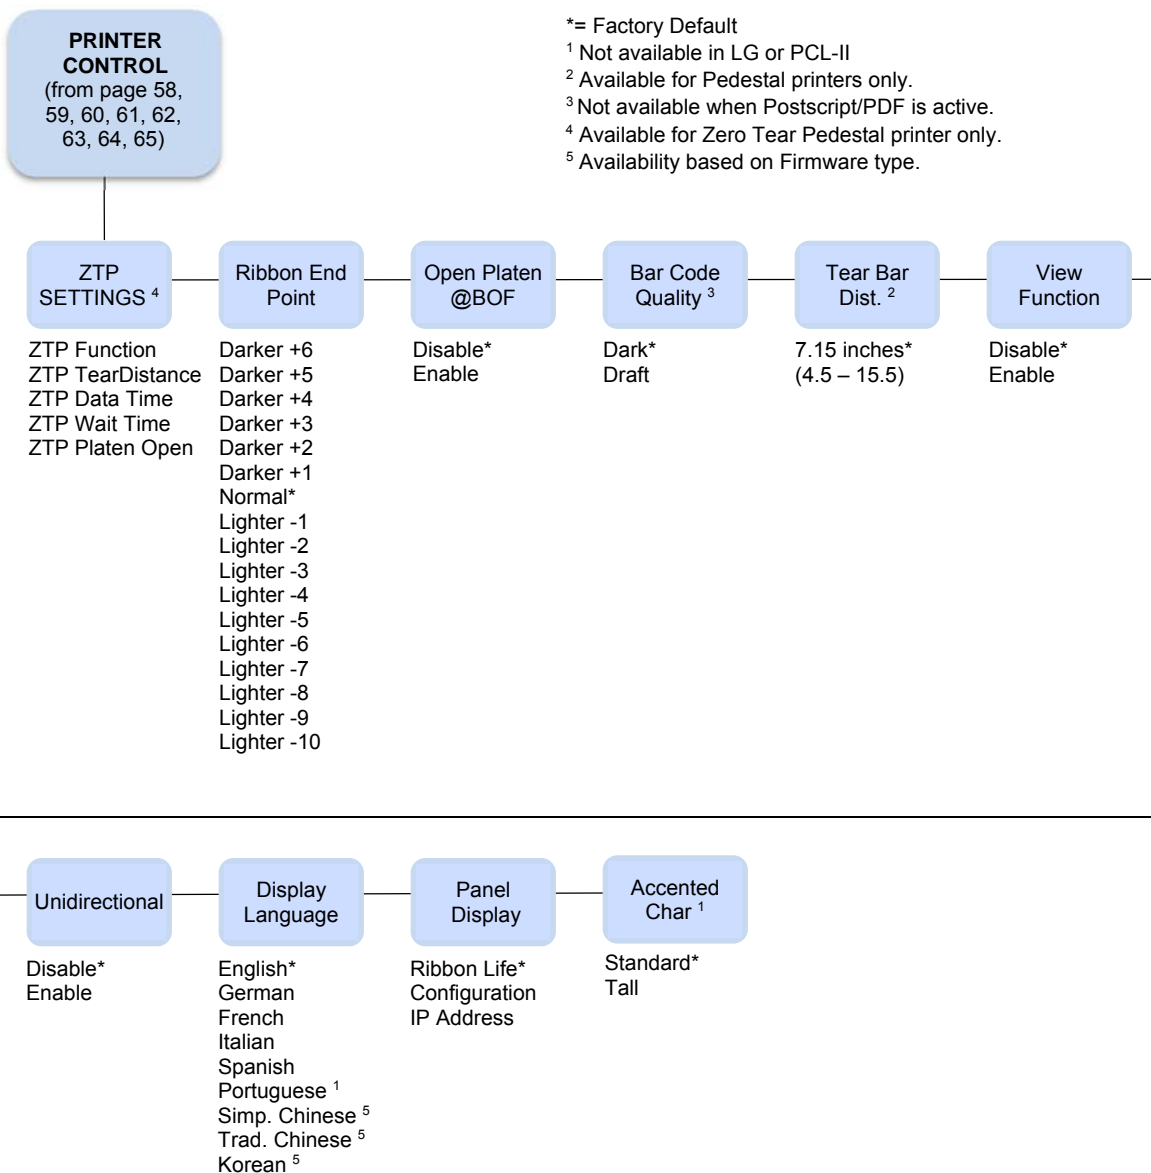 PRINTER
CONTROL
(from page 58,
59, 60, 61, 62,
63, 64, 65)
*= Factory Default
1 Not available in LG or PCL-II
2 Available for Pedestal printers only.
3 Not available when Postscript/PDF is active.
4 Available for Zero Tear Pedestal printer only.
5 Availability based on Firmware type.
ZTP
SETTINGS 4
ZTP Function
ZTP TearDistance
ZTP Data Time
ZTP Wait Time
ZTP Platen Open
Ribbon End
Point
Darker +6
Darker +5
Darker +4
Darker +3
Darker +2
Darker +1
Normal*
Lighter -1
Lighter -2
Lighter -3
Lighter -4
Lighter -5
Lighter -6
Lighter -7
Lighter -8
Lighter -9
Lighter -10
Open Platen
@BOF
Disable*
Enable
Bar Code
Quality 3
Dark*
Draft
Tear Bar
Dist. 2
7.15 inches*
(4.5 – 15.5)
View
Function
Disable*
Enable
Unidirectional
Disable*
Enable
Display
Language
English*
German
French
Italian
Spanish
Portuguese 1
Simp. Chinese 5
Trad. Chinese 5
Korean 5
Panel
Display
Ribbon Life*
Configuration
IP Address
Accented
Char 1
Standard*
Tall